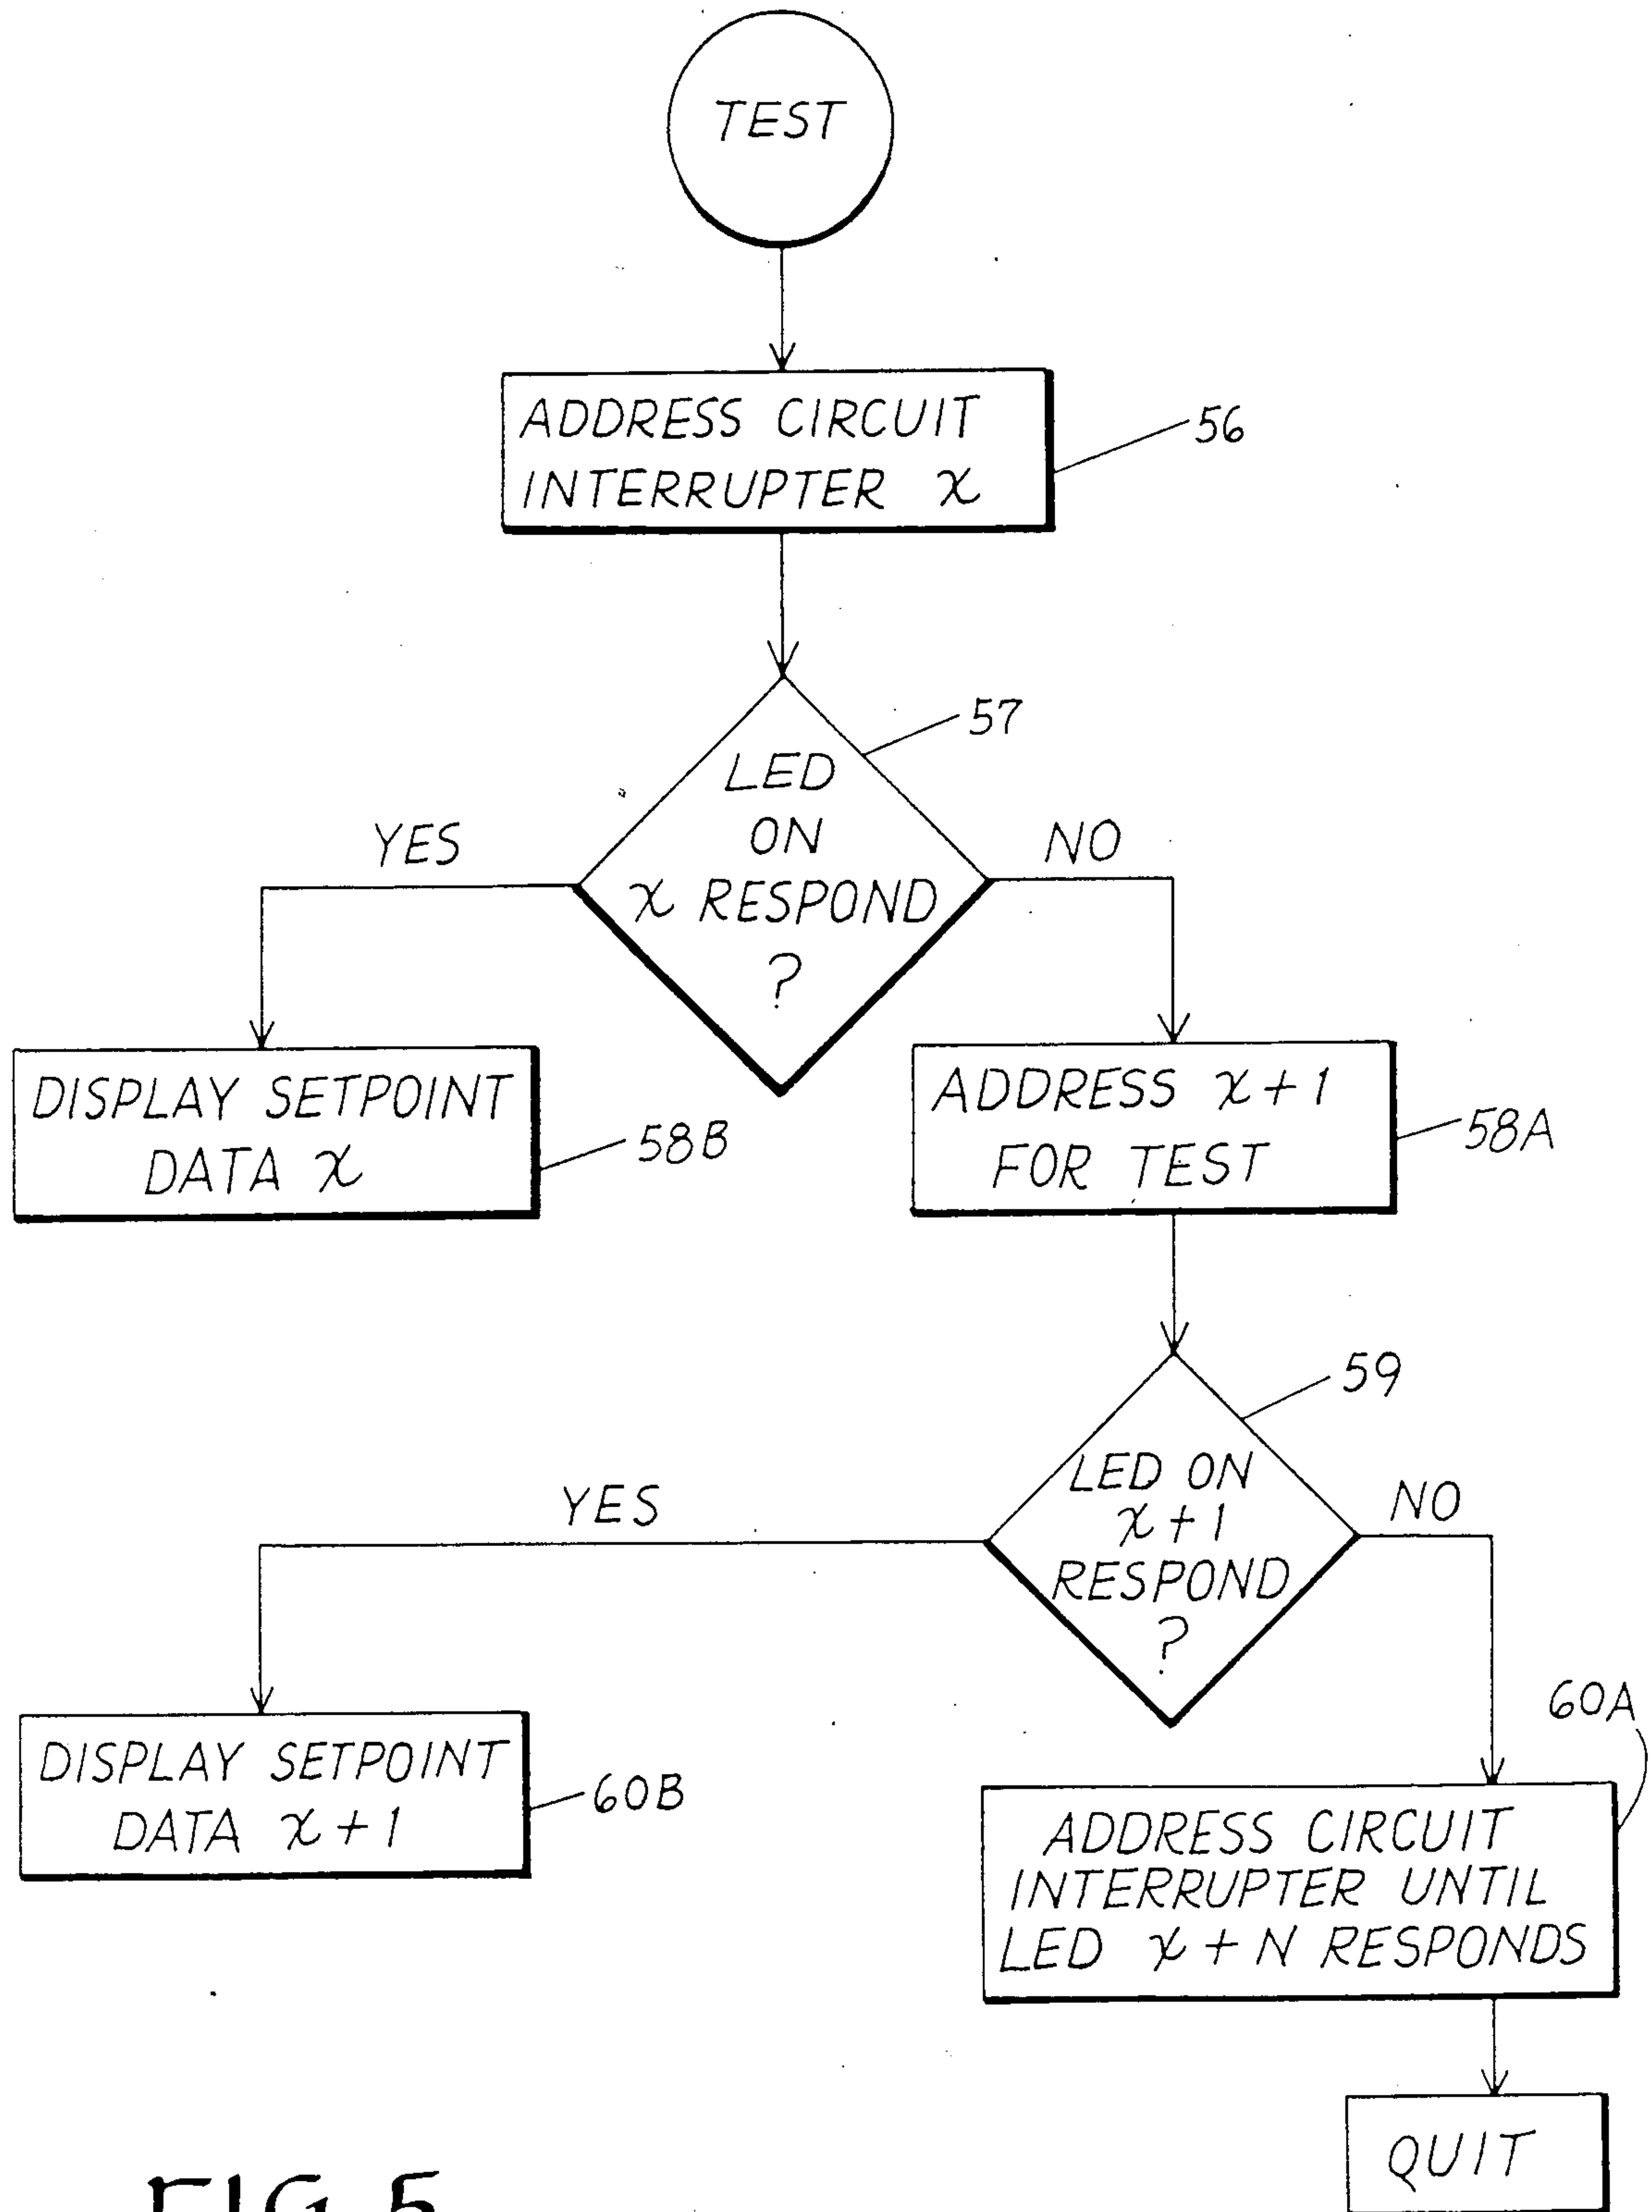 TEST
ADDRESS CIRCUIT
INTERRUPTER x
56
57
LED
ON
x RESPOND
?
YES
NO
DISPLAY SETPOINT
DATA x
58B
ADDRESS x+1
FOR TEST
58A
59
LED ON
x+1
RESPOND
?
YES
NO
60A
DISPLAY SETPOINT
DATA x+1
60B
ADDRESS CIRCUIT
INTERRUPTER UNTIL
LED x+N RESPONDS
QUIT
FIG 5